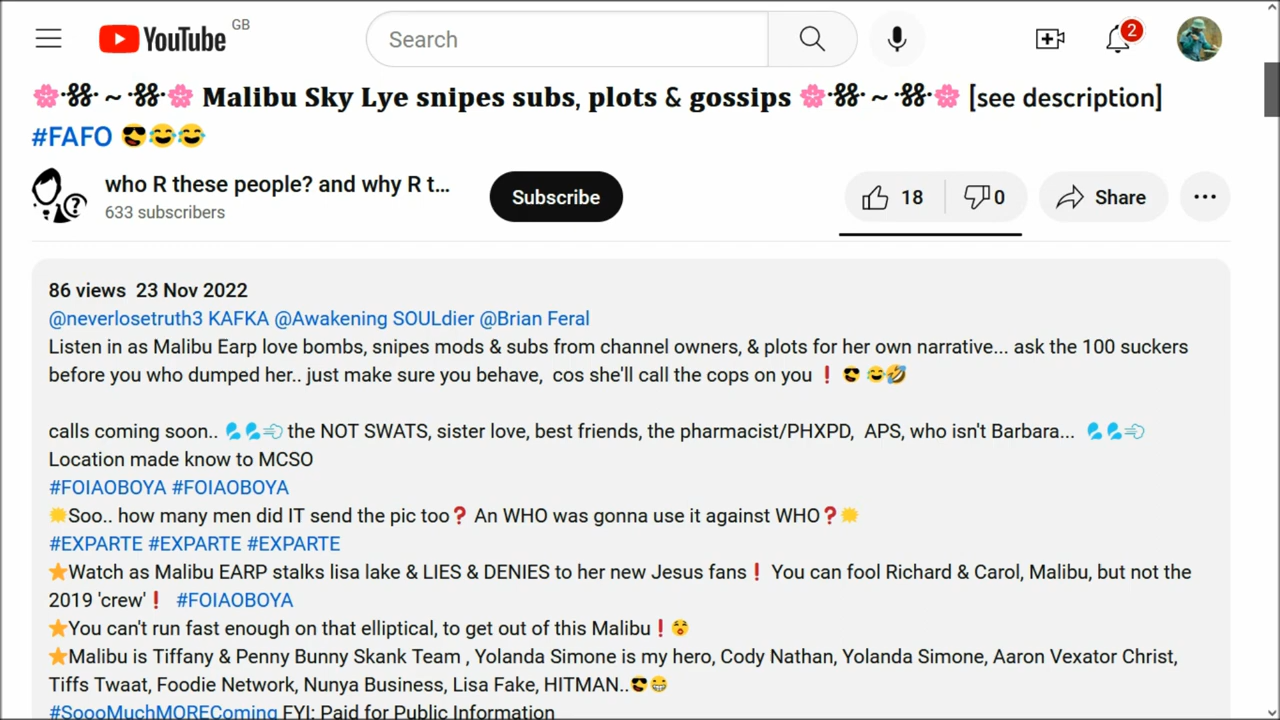 YouTube GB
Search
2
🌸·ꕥ· ~ ·ꕥ·🌸 Malibu Sky Lye snipes subs, plots & gossips 🌸·ꕥ· ~ ·ꕥ·🌸 [see description]
#FAFO 😎😂😂
who R these people? and why R t...
633 subscribers
Subscribe
18
0
Share
86 views 23 Nov 2022
@neverlosetruth3 KAFKA @Awakening SOULdier @Brian Feral
Listen in as Malibu Earp love bombs, snipes mods & subs from channel owners, & plots for her own narrative... ask the 100 suckers
before you who dumped her.. just make sure you behave, cos she'll call the cops on you ❗ 😎 😂🤣
calls coming soon.. 💦💦💨 the NOT SWATS, sister love, best friends, the pharmacist/PHXPD, APS, who isn't Barbara... 💦💦💨
Location made know to MCSO
#FOIAOBOYA #FOIAOBOYA
✹Soo.. how many men did IT send the pic too❓ An WHO was gonna use it against WHO❓✹
#EXPARTE #EXPARTE #EXPARTE
⭐Watch as Malibu EARP stalks lisa lake & LIES & DENIES to her new Jesus fans❗ You can fool Richard & Carol, Malibu, but not the
2019 'crew'❗ #FOIAOBOYA
⭐You can't run fast enough on that elliptical, to get out of this Malibu❗😲
⭐Malibu is Tiffany & Penny Bunny Skank Team , Yolanda Simone is my hero, Cody Nathan, Yolanda Simone, Aaron Vexator Christ,
Tiffs Twaat, Foodie Network, Nunya Business, Lisa Fake, HITMAN..😎😁
#SoooMuchMOREComing FYI: Paid for Public Information